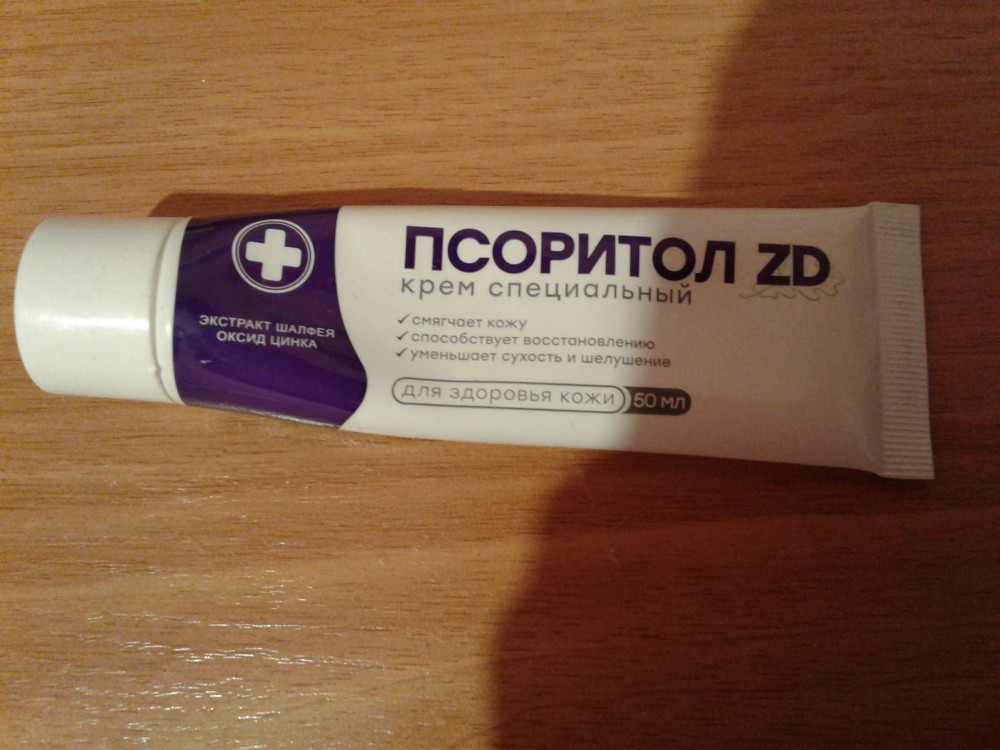 ЭКСТРАКТ ШАЛФЕЯ
ОКСИД ЦИНКА
ПСОРИТОЛ ZD
крем специальный
✓ смягчает кожу
✓ способствует восстановлению
✓ уменьшает сухость и шелушение
для здоровья кожи 50 мл